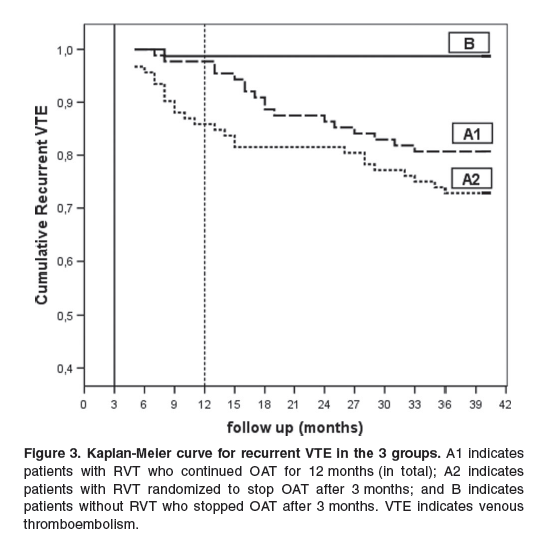 Cumulative Recurrent VTE
1,0
0,9
0,8
0,7
0,6
0,5
0,4
B
A1
A2
0 3 6 9 12 15 18 21 24 27 30 33 36 39 42
follow up (months)
Figure 3. Kaplan-Meier curve for recurrent VTE in the 3 groups. A1 indicates
patients with RVT who continued OAT for 12 months (in total); A2 indicates
patients with RVT randomized to stop OAT after 3 months; and B indicates
patients without RVT who stopped OAT after 3 months. VTE indicates venous
thromboembolism.